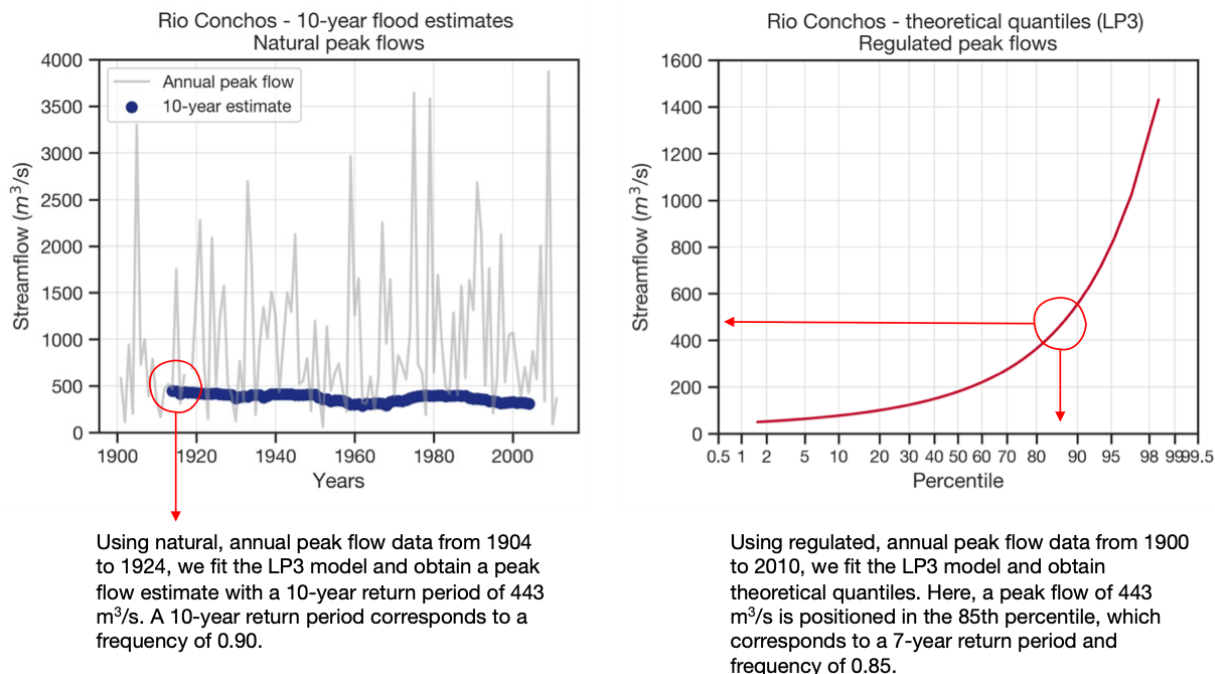 Rio Conchos - 10-year flood estimates
Natural peak flows
4000
3500
3000
2500
2000
1500
1000
500
0
Streamflow (m³/s)
Annual peak flow
10-year estimate
1900 1920 1940 1960 1980 2000
Years
Using natural, annual peak flow data from 1904
to 1924, we fit the LP3 model and obtain a peak
flow estimate with a 10-year return period of 443
m³/s. A 10-year return period corresponds to a
frequency of 0.90.
Rio Conchos - theoretical quantiles (LP3)
Regulated peak flows
1600
1400
1200
1000
800
600
400
200
0
Streamflow (m³/s)
0.5 1 2 5 10 20 30 40 50 60 70 80 90 95 98 99 99.5
Percentile
Using regulated, annual peak flow data from 1900
to 2010, we fit the LP3 model and obtain
theoretical quantiles. Here, a peak flow of 443
m³/s is positioned in the 85th percentile, which
corresponds to a 7-year return period and
frequency of 0.85.